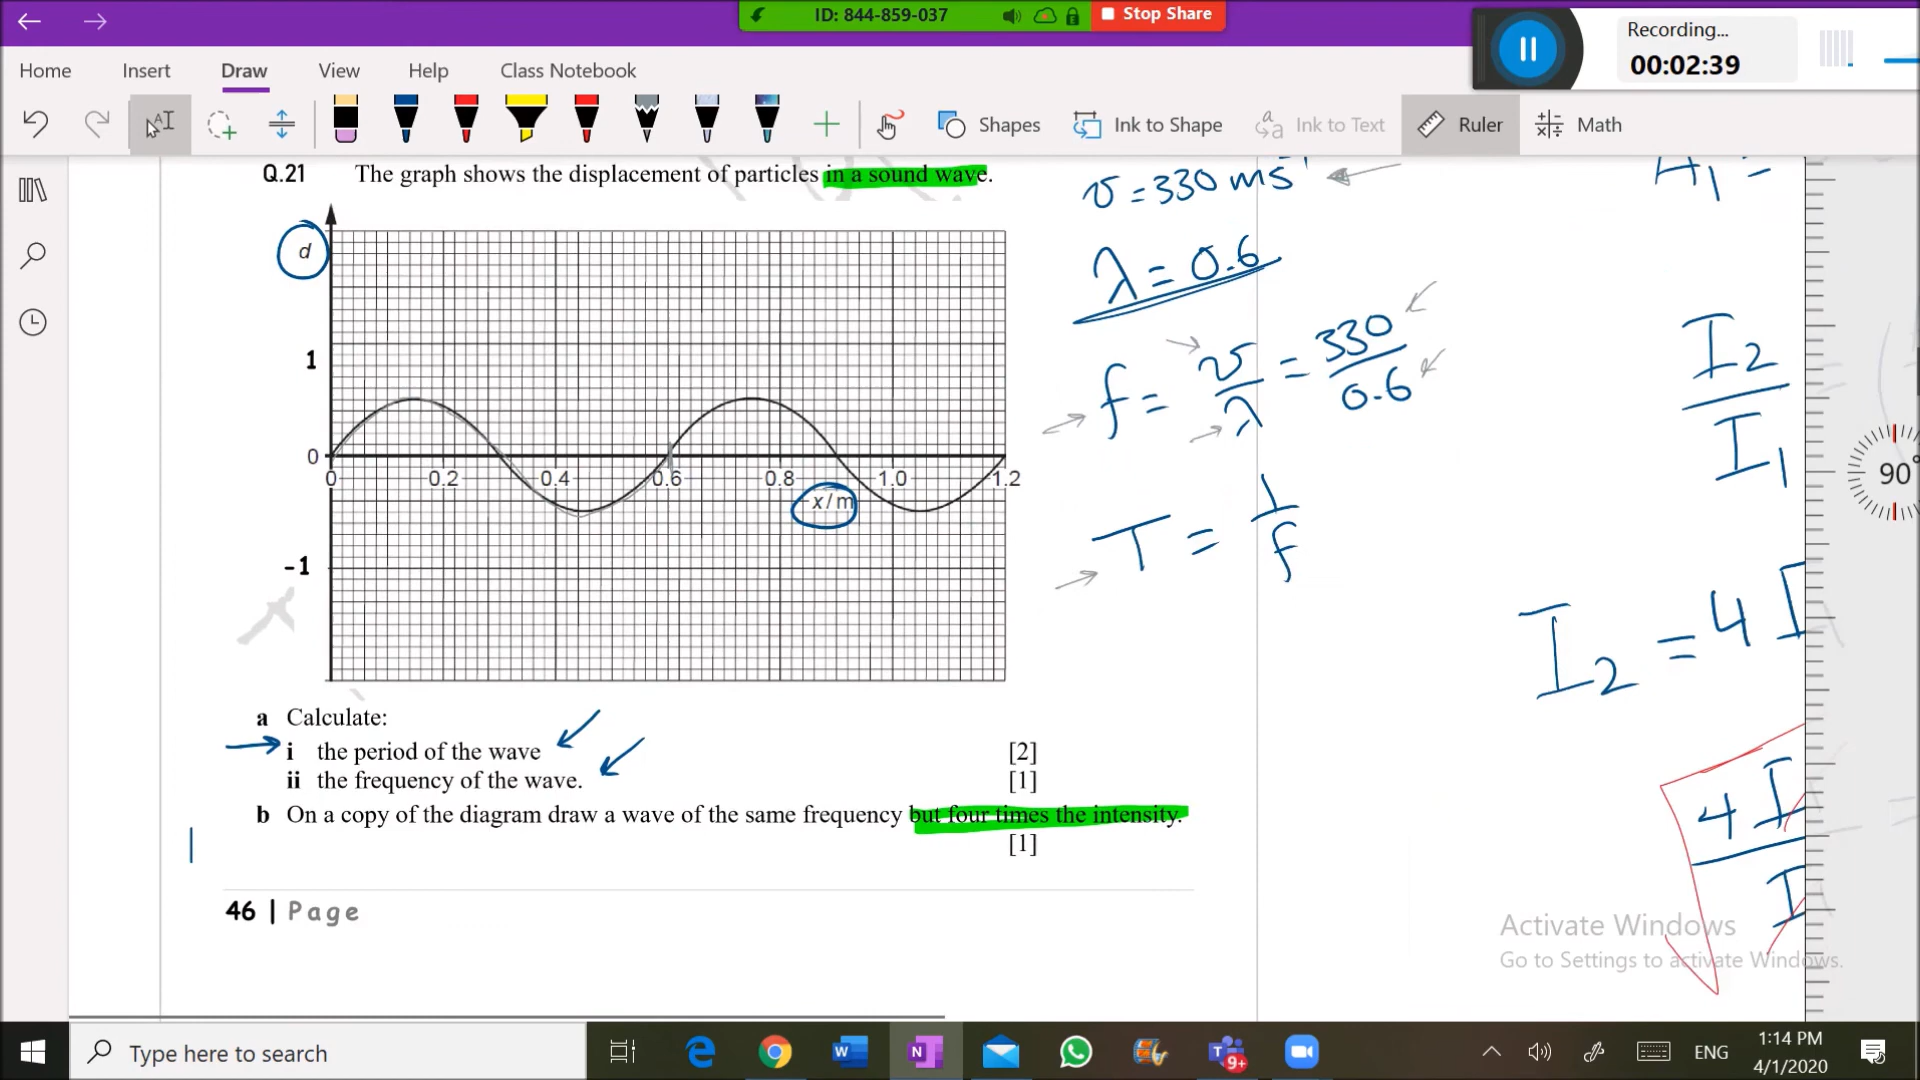 ID: 844-859-037
Stop Share
Recording...
00:02:39
Home Insert Draw View Help Class Notebook
Shapes Ink to Shape Ink to Text Ruler Math
Q.21 The graph shows the displacement of particles in a sound wave.
d
1
0
-1
0 0.2 0.4 0.6 0.8 1.0 1.2
x/m
v = 330 ms⁻¹
λ = 0.6
f = v/λ = 330/0.6
T = 1/f
A₁ =
I₂/I₁
I₂ = 4 I
4 I
I
90°
a Calculate:
i the period of the wave [2]
ii the frequency of the wave. [1]
b On a copy of the diagram draw a wave of the same frequency but four times the intensity.
[1]
46 | Page
Activate Windows
Go to Settings to activate Windows.
Type here to search
9+
ENG
1:14 PM
4/1/2020